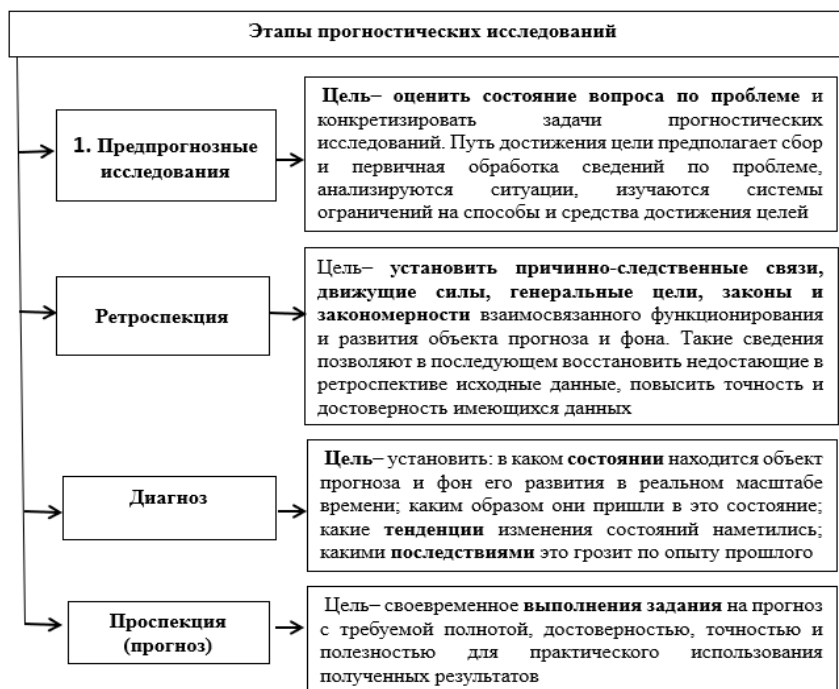 Этапы прогностических исследований
1. Предпрогнозные
исследования
Цель– оценить состояние вопроса по проблеме и
конкретизировать задачи прогностических
исследований. Путь достижения цели предполагает сбор
и первичная обработка сведений по проблеме,
анализируются ситуации, изучаются системы
ограничений на способы и средства достижения целей
Ретроспекция
Цель– установить причинно-следственные связи,
движущие силы, генеральные цели, законы и
закономерности взаимосвязанного функционирования
и развития объекта прогноза и фона. Такие сведения
позволяют в последующем восстановить недостающие в
ретроспективе исходные данные, повысить точность и
достоверность имеющихся данных
Диагноз
Цель– установить: в каком состоянии находится объект
прогноза и фон его развития в реальном масштабе
времени; каким образом они пришли в это состояние;
какие тенденции изменения состояний наметились;
какими последствиями это грозит по опыту прошлого
Проспекция
(прогноз)
Цель– своевременное выполнения задания на прогноз
с требуемой полнотой, достоверностью, точностью и
полезностью для практического использования
полученных результатов